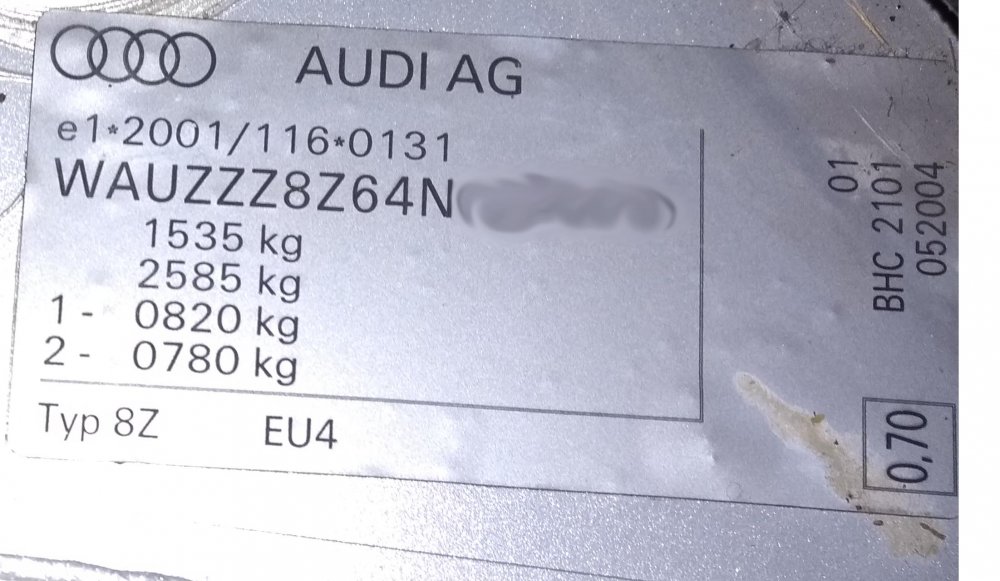 AUDI AG
e1*2001/116*0131
WAUZZZ8Z64N
1535 kg
2585 kg
1 - 0820 kg
2 - 0780 kg
Typ 8Z EU4
01
BHC 2101
052004
0,70